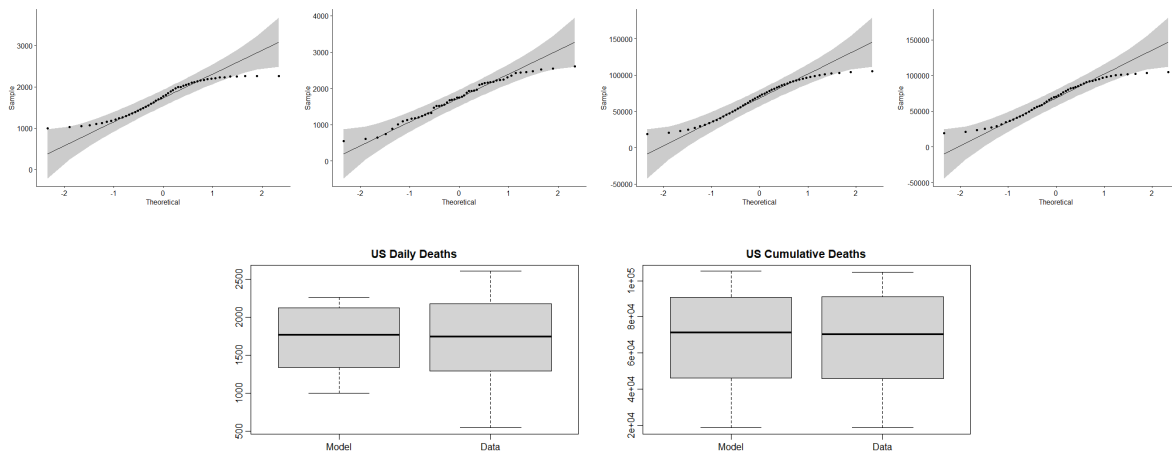 3000
2000
1000
0
Sample
-2 -1 0 1 2
Theoretical
4000
3000
2000
1000
0
Sample
-2 -1 0 1 2
Theoretical
150000
100000
50000
0
-50000
Sample
-2 -1 0 1 2
Theoretical
150000
100000
50000
0
-50000
Sample
-2 -1 0 1 2
Theoretical
US Daily Deaths
2500
2000
1500
1000
500
Model Data
US Cumulative Deaths
1e+05
8e+04
6e+04
4e+04
2e+04
Model Data